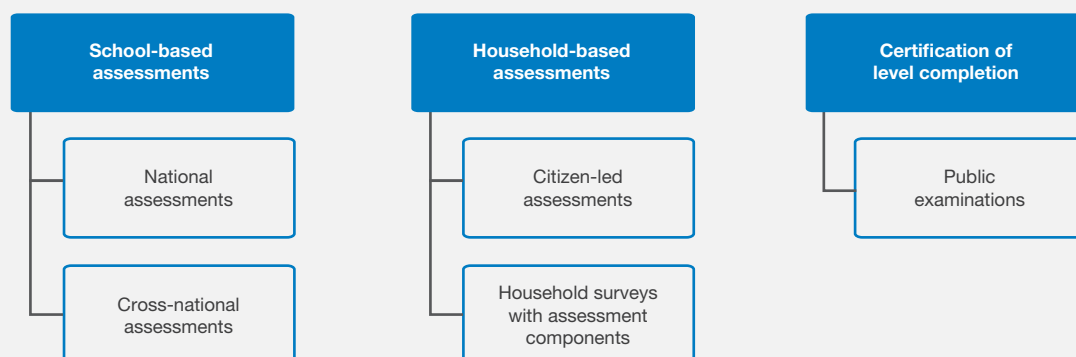 School-based
assessments
National
assessments
Cross-national
assessments
Household-based
assessments
Citizen-led
assessments
Household surveys
with assessment
components
Certification of
level completion
Public
examinations